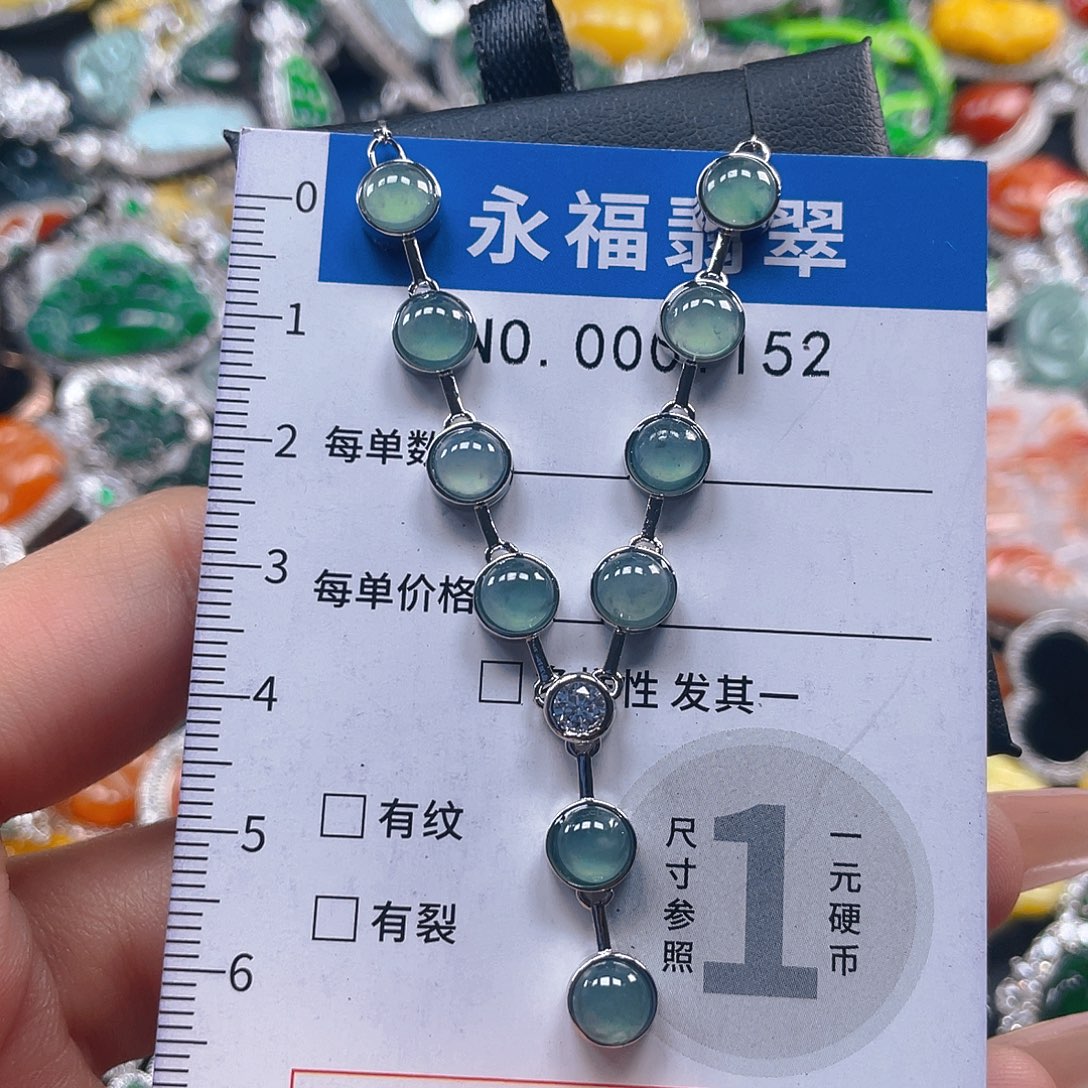 永福翡翠
0
1
NO. 000 152
2 每单数
3 每单价格
4
性 发其一
5 有纹
有裂
6
尺寸参照
1
一元硬币